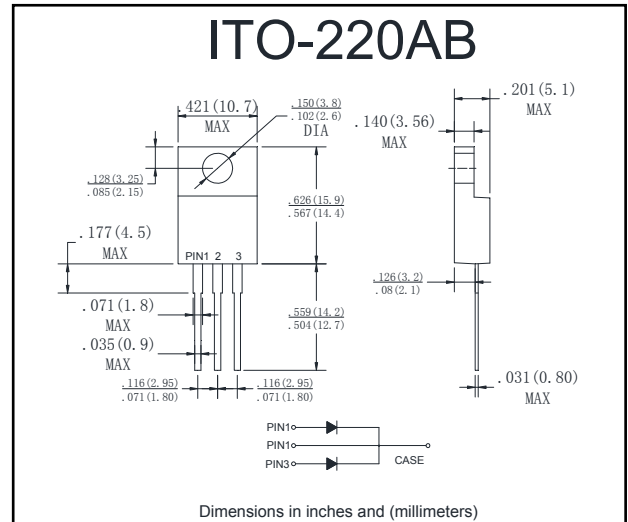 ITO-220AB
.421(10.7)
MAX
.150(3.8)
.102(2.6)
DIA
.201(5.1)
MAX
.140(3.56)
MAX
.128(3.25)
.085(2.15)
.626(15.9)
.567(14.4)
.177(4.5)
MAX
PIN1 2 3
.126(3.2)
.08(2.1)
.071(1.8)
MAX
.559(14.2)
.504(12.7)
.035(0.9)
MAX
.116(2.95)
.071(1.80)
.116(2.95)
.071(1.80)
.031(0.80)
MAX
PIN1
PIN1
PIN3
CASE
Dimensions in inches and (millimeters)